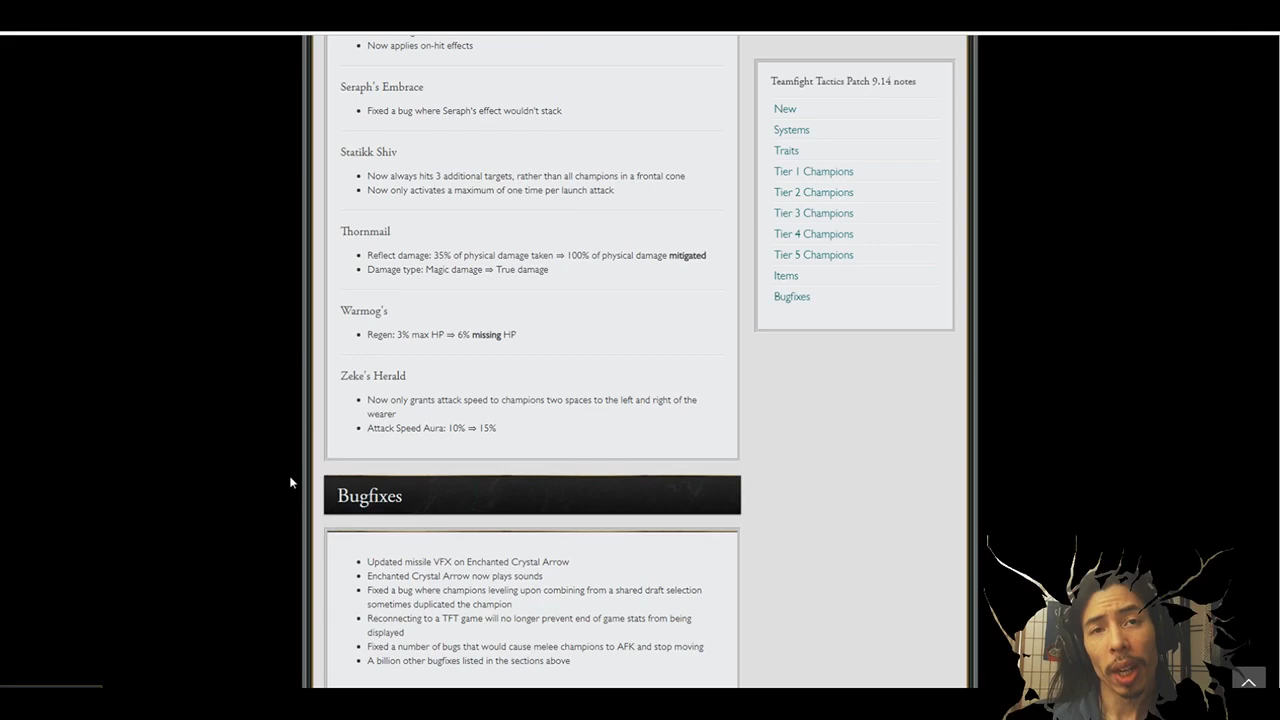 Now applies on-hit effects
Seraph's Embrace
Fixed a bug where Seraph's effect wouldn't stack
Statikk Shiv
Now always hits 3 additional targets, rather than all champions in a frontal cone
Now only activates a maximum of one time per launch attack
Thornmail
Reflect damage: 35% of physical damage taken ⇒ 100% of physical damage mitigated
Damage type: Magic damage ⇒ True damage
Warmog's
Regen: 3% max HP ⇒ 6% missing HP
Zeke's Herald
Now only grants attack speed to champions two spaces to the left and right of the
wearer
Attack Speed Aura: 10% ⇒ 15%
Bugfixes
Updated missile VFX on Enchanted Crystal Arrow
Enchanted Crystal Arrow now plays sounds
Fixed a bug where champions leveling upon combining from a shared draft selection
sometimes duplicated the champion
Reconnecting to a TFT game will no longer prevent end of game stats from being
displayed
Fixed a number of bugs that would cause melee champions to AFK and stop moving
A billion other bugfixes listed in the sections above
Teamfight Tactics Patch 9.14 notes
New
Systems
Traits
Tier 1 Champions
Tier 2 Champions
Tier 3 Champions
Tier 4 Champions
Tier 5 Champions
Items
Bugfixes